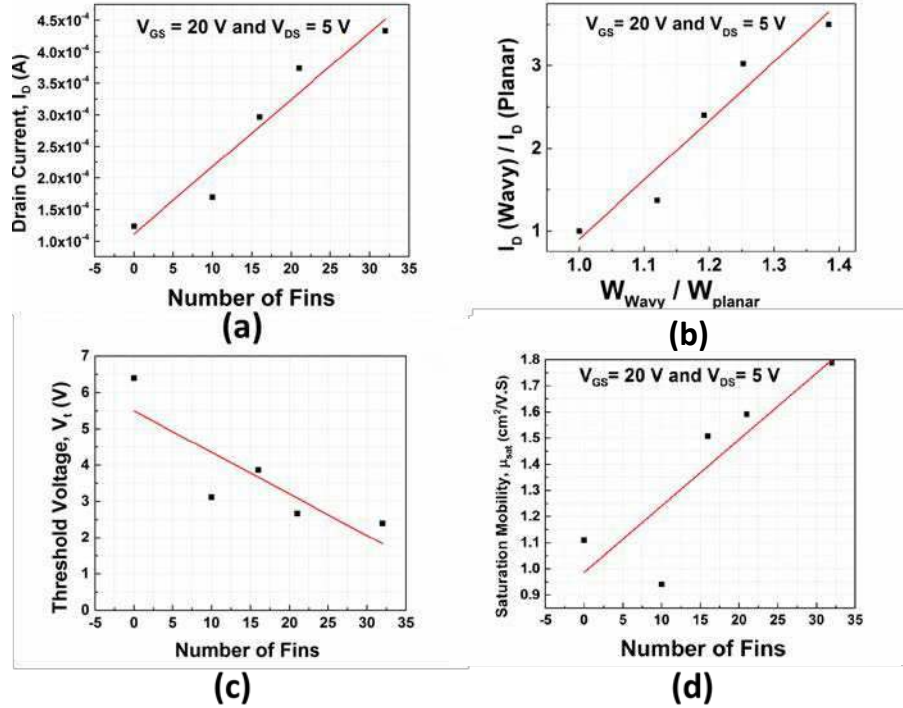 V_GS = 20 V and V_DS = 5 V
Drain Current, I_D (A)
4.5x10⁻⁴
4.0x10⁻⁴
3.5x10⁻⁴
3.0x10⁻⁴
2.5x10⁻⁴
2.0x10⁻⁴
1.5x10⁻⁴
1.0x10⁻⁴
-5 0 5 10 15 20 25 30 35
Number of Fins
(a)
V_GS = 20 V and V_DS = 5 V
I_D (Wavy) / I_D (Planar)
3
2
1
1.0 1.1 1.2 1.3 1.4
W_Wavy / W_planar
(b)
Threshold Voltage, V_t (V)
7
6
5
4
3
2
1
0
-5 0 5 10 15 20 25 30 35
Number of Fins
(c)
V_GS = 20 V and V_DS = 5 V
Saturation Mobility, μ_sat (cm²/V.S)
1.8
1.7
1.6
1.5
1.4
1.3
1.2
1.1
1.0
0.9
-5 0 5 10 15 20 25 30 35
Number of Fins
(d)